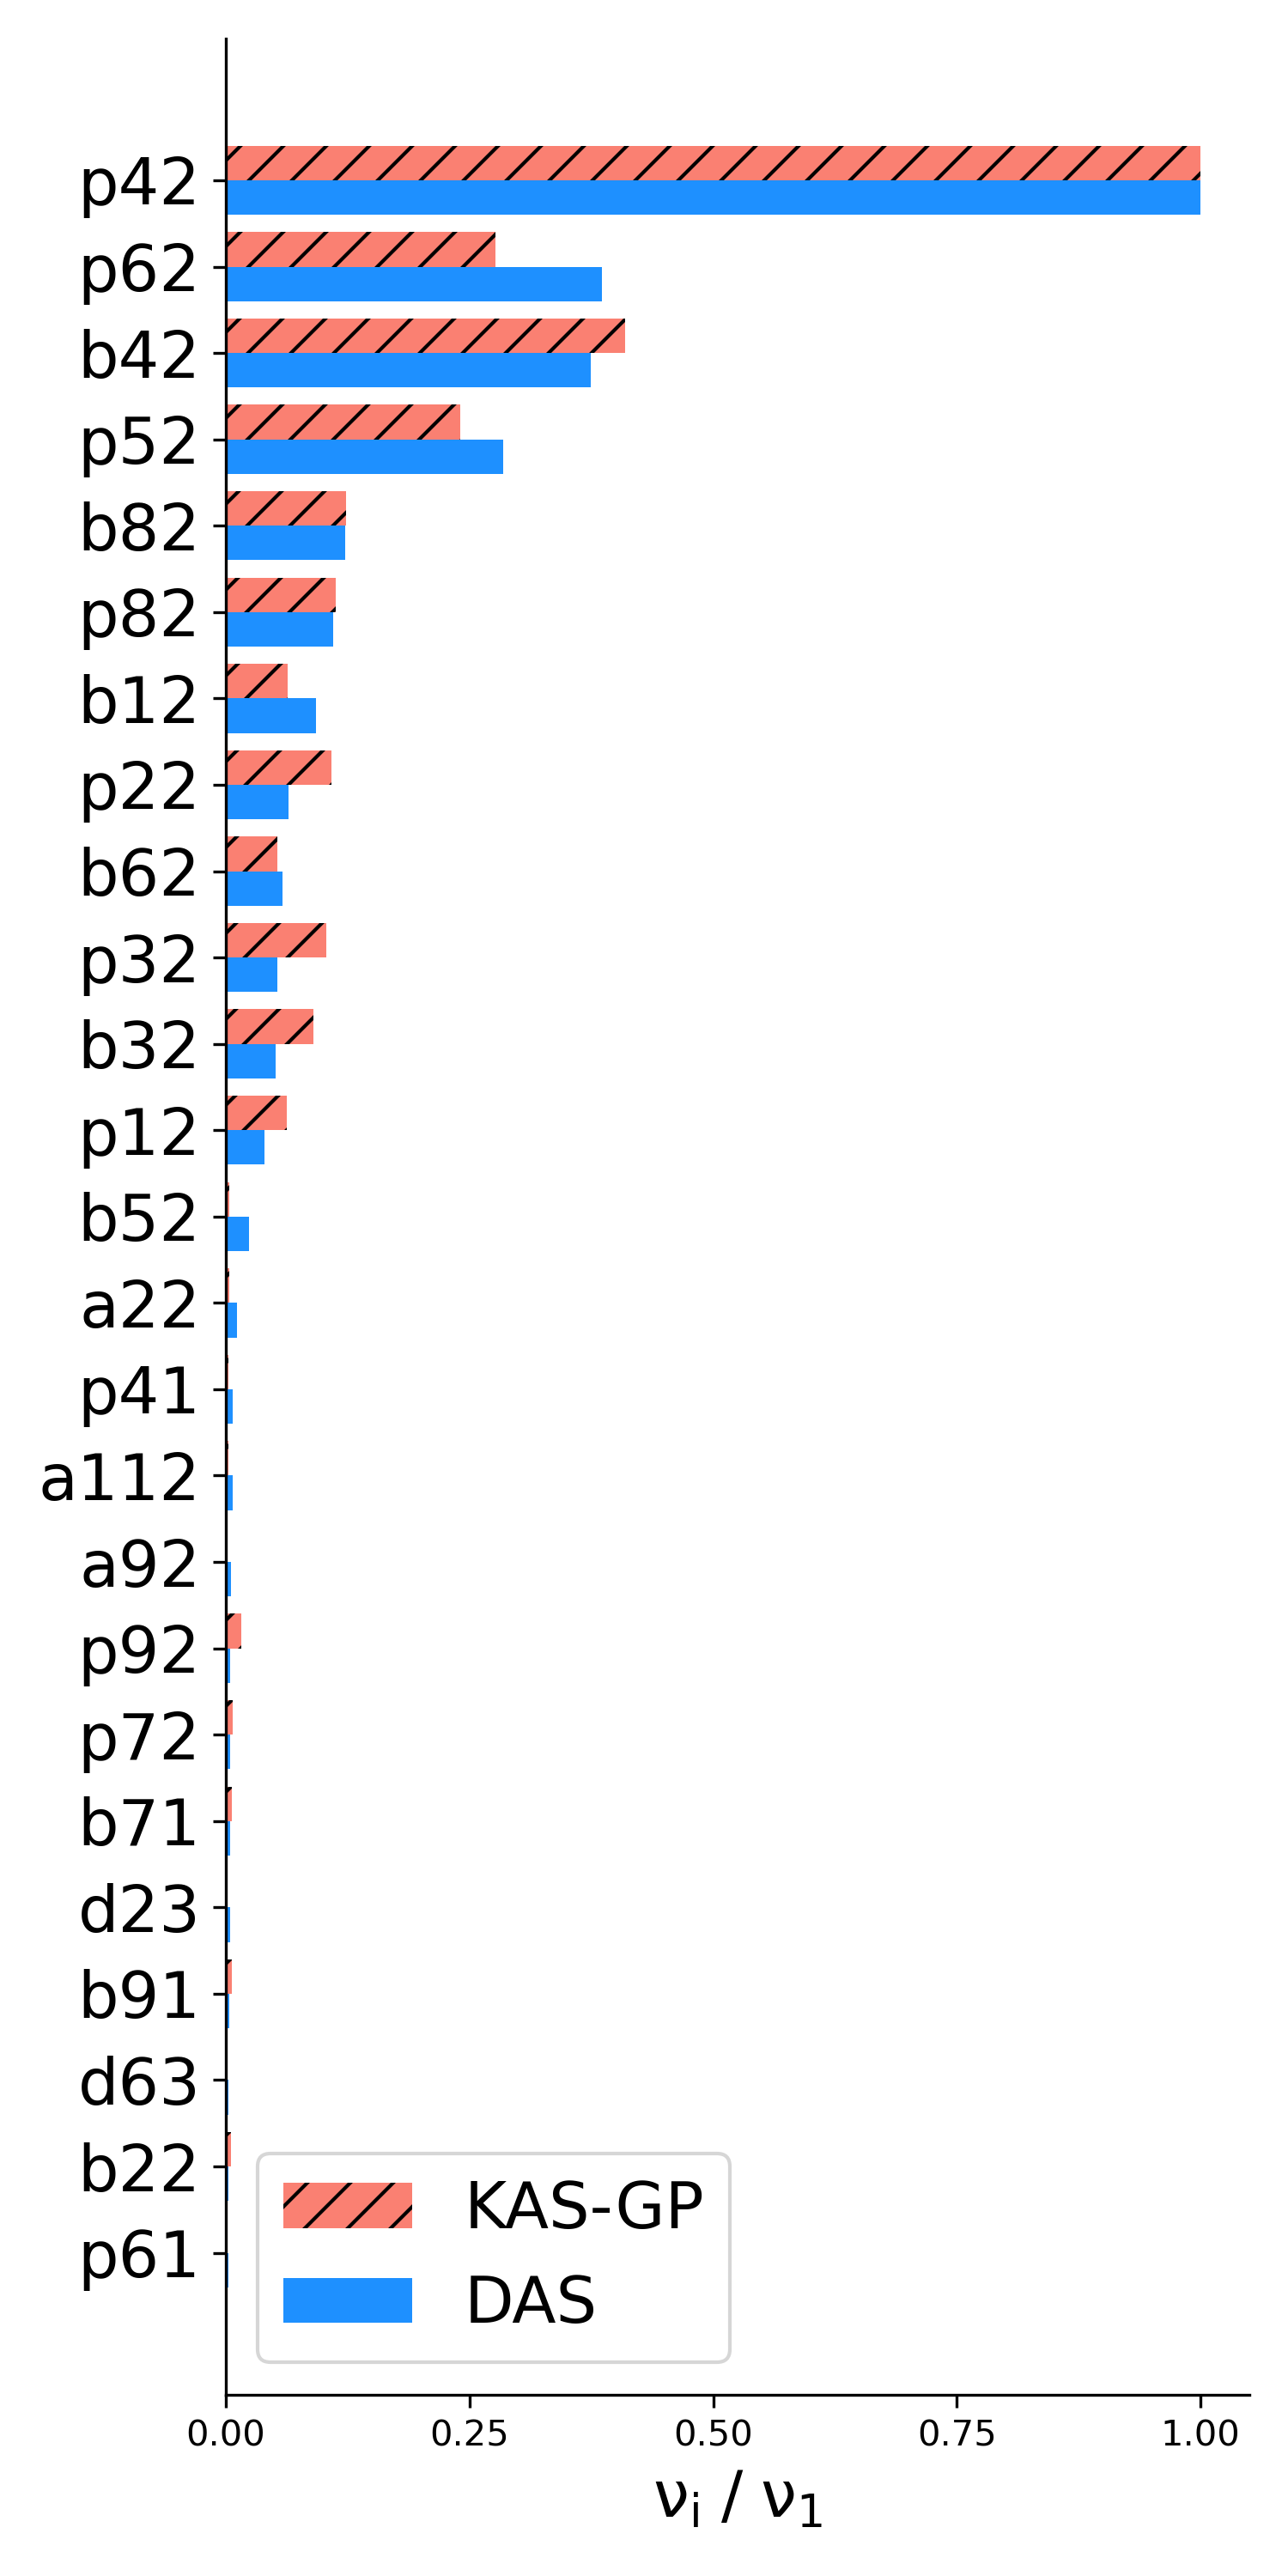 p42
p62
b42
p52
b82
p82
b12
p22
b62
p32
b32
p12
b52
a22
p41
a112
a92
p92
p72
b71
d23
b91
d63
b22
p61
KAS-GP
DAS
0.00 0.25 0.50 0.75 1.00
νi / ν1